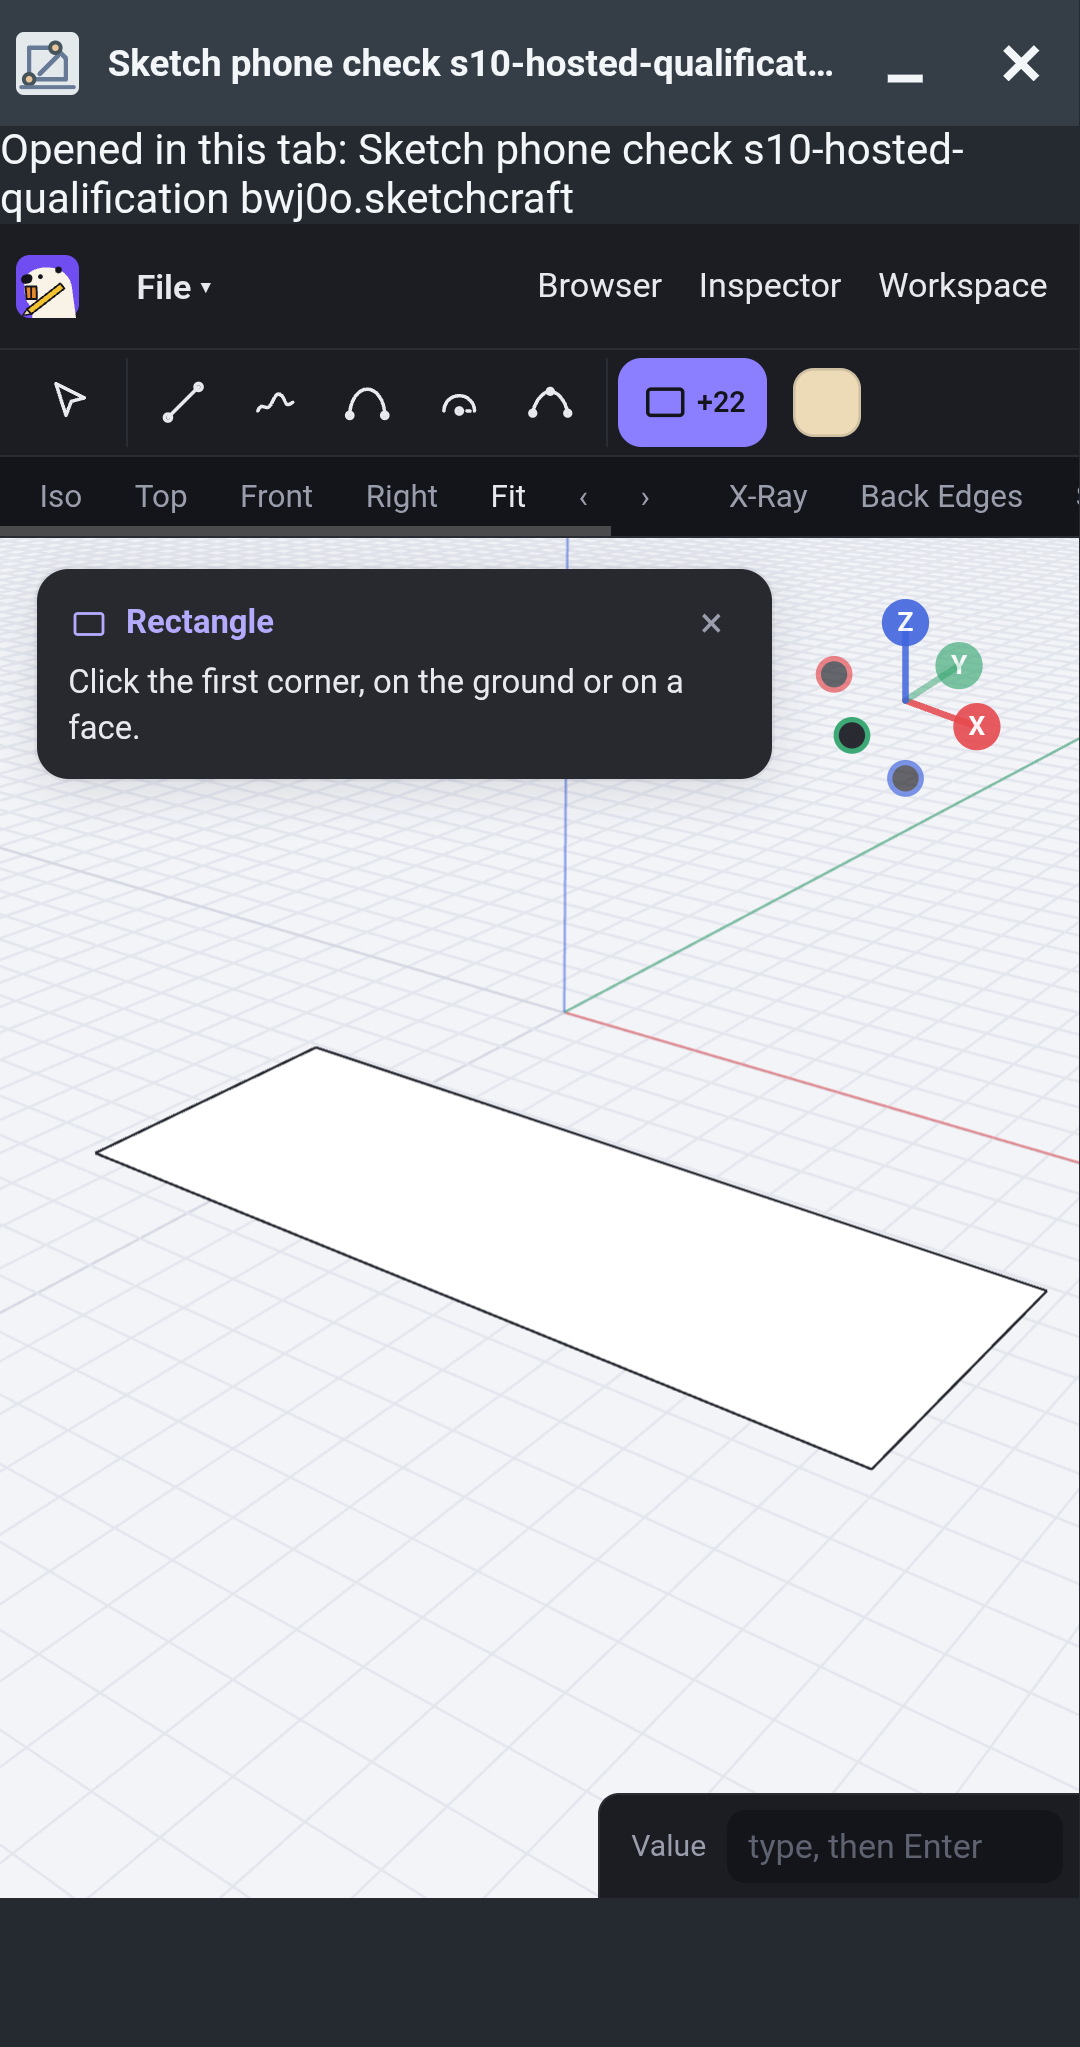 Sketch phone check s10-hosted-qualificat...
Opened in this tab: Sketch phone check s10-hosted-
qualification bwj0o.sketchcraft
File ▾
Browser Inspector Workspace
+22
Iso Top Front Right Fit ‹ › X-Ray Back Edges
Rectangle ×
Click the first corner, on the ground or on a
face.
Z
Y
X
Value type, then Enter